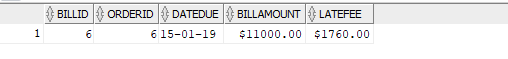 BILLID ORDERID DATEDUE BILLAMOUNT LATEFEE
1 6 6 15-01-19 $11000.00 $1760.00